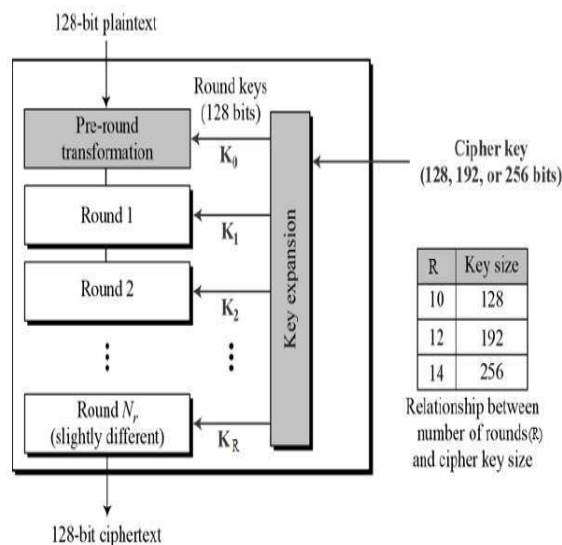 128-bit plaintext
Round keys
(128 bits)
Pre-round
transformation
K0
Cipher key
(128, 192, or 256 bits)
Round 1
K1
Round 2
K2
Key expansion
R Key size
10 128
12 192
14 256
Round Nr
(slightly different)
KR
Relationship between
number of rounds(R)
and cipher key size
128-bit ciphertext